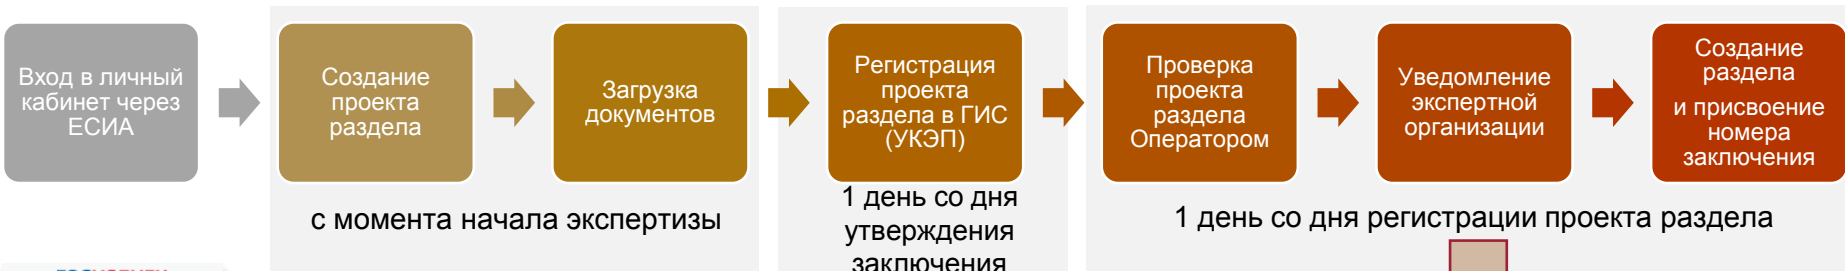 Вход в личный
кабинет через
ЕСИА
Создание
проекта
раздела
Загрузка
документов
Регистрация
проекта
раздела в ГИС
(УКЭП)
Проверка
проекта
раздела
Оператором
Уведомление
экспертной
организации
Создание
раздела
и присвоение
номера
заключения
с момента начала экспертизы
1 день со дня
утверждения
заключения
1 день со дня регистрации проекта раздела